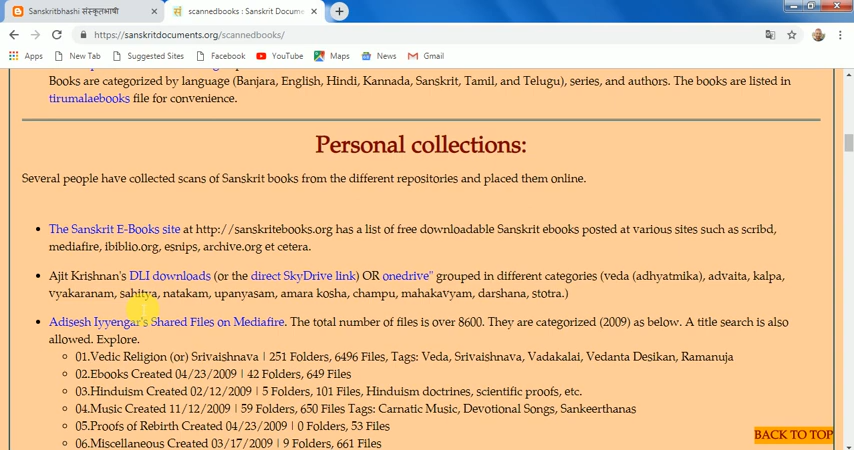 Sanskritbhashi संस्कृतभाषी
scannedbooks : Sanskrit Docume
https://sanskritdocuments.org/scannedbooks/
Apps New Tab Suggested Sites Facebook YouTube Maps News Gmail
Books are categorized by language (Banjara, English, Hindi, Kannada, Sanskrit, Tamil, and Telugu), series, and authors. The books are listed in
tirumalaebooks file for convenience.
Personal collections:
Several people have collected scans of Sanskrit books from the different repositories and placed them online.
The Sanskrit E-Books site at http://sanskritebooks.org has a list of free downloadable Sanskrit ebooks posted at various sites such as scribd,
mediafire, ibiblio.org, esnips, archive.org et cetera.
Ajit Krishnan's DLI downloads (or the direct SkyDrive link) OR onedrive" grouped in different categories (veda (adhyatmika), advaita, kalpa,
vyakaranam, sahitya, natakam, upanyasam, amara kosha, champu, mahakavyam, darshana, stotra.)
Adisesh Iyyengar's Shared Files on Mediafire. The total number of files is over 8600. They are categorized (2009) as below. A title search is also
allowed. Explore.
01.Vedic Religion (or) Srivaishnava | 251 Folders, 6496 Files, Tags: Veda, Srivaishnava, Vadakalai, Vedanta Desikan, Ramanuja
02.Ebooks Created 04/23/2009 | 42 Folders, 649 Files
03.Hinduism Created 02/12/2009 | 5 Folders, 101 Files, Hinduism doctrines, scientific proofs, etc.
04.Music Created 11/12/2009 | 59 Folders, 650 Files Tags: Carnatic Music, Devotional Songs, Sankeerthanas
05.Proofs of Rebirth Created 04/23/2009 | 0 Folders, 53 Files
06.Miscellaneous Created 03/17/2009 | 9 Folders, 661 Files
BACK TO TOP